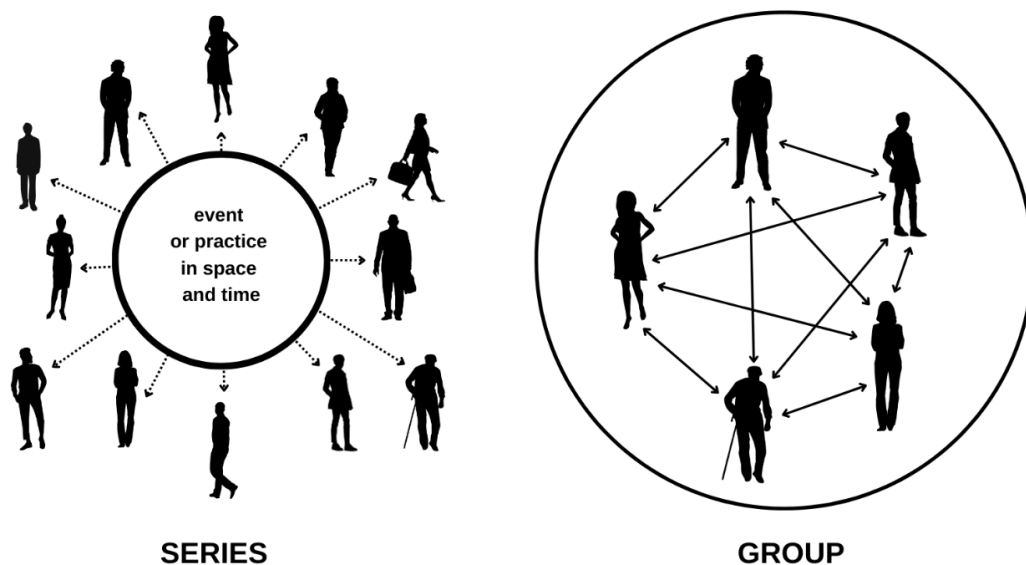 event
or practice
in space
and time
SERIES
GROUP